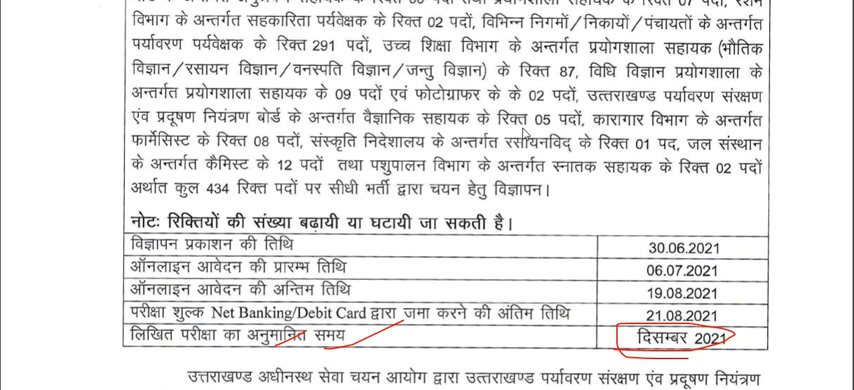 विभाग के अन्तर्गत सहकारिता पर्यवेक्षक के रिक्त 02 पदों, विभिन्न निगमों/निकायों/पंचायतों के अन्तर्गत
पर्यावरण पर्यवेक्षक के रिक्त 291 पदों, उच्च शिक्षा विभाग के अन्तर्गत प्रयोगशाला सहायक (भौतिक
विज्ञान/रसायन विज्ञान/वनस्पति विज्ञान/जन्तु विज्ञान) के रिक्त 87, विधि विज्ञान प्रयोगशाला के
अन्तर्गत प्रयोगशाला सहायक के 09 पदों एवं फोटोग्राफर के के 02 पदों, उत्तराखण्ड पर्यावरण संरक्षण
एंव प्रदूषण नियंत्रण बोर्ड के अन्तर्गत वैज्ञानिक सहायक के रिक्त 05 पदों, कारागार विभाग के अन्तर्गत
फार्मेसिस्ट के रिक्त 08 पदों, संस्कृति निदेशालय के अन्तर्गत रसायनविद् के रिक्त 01 पद, जल संस्थान
के अन्तर्गत कैमिस्ट के 12 पदों तथा पशुपालन विभाग के अन्तर्गत स्नातक सहायक के रिक्त 02 पदों
अर्थात कुल 434 रिक्त पदों पर सीधी भर्ती द्वारा चयन हेतु विज्ञापन।
नोटः रिक्तियों की संख्या बढ़ायी या घटायी जा सकती है।
विज्ञापन प्रकाशन की तिथि 30.06.2021
ऑनलाइन आवेदन की प्रारम्भ तिथि 06.07.2021
ऑनलाइन आवेदन की अन्तिम तिथि 19.08.2021
परीक्षा शुल्क Net Banking/Debit Card द्वारा जमा करने की अंतिम तिथि 21.08.2021
लिखित परीक्षा का अनुमानित समय दिसम्बर 2021
उत्तराखण्ड अधीनस्थ सेवा चयन आयोग द्वारा उत्तराखण्ड पर्यावरण संरक्षण एंव प्रदूषण नियंत्रण